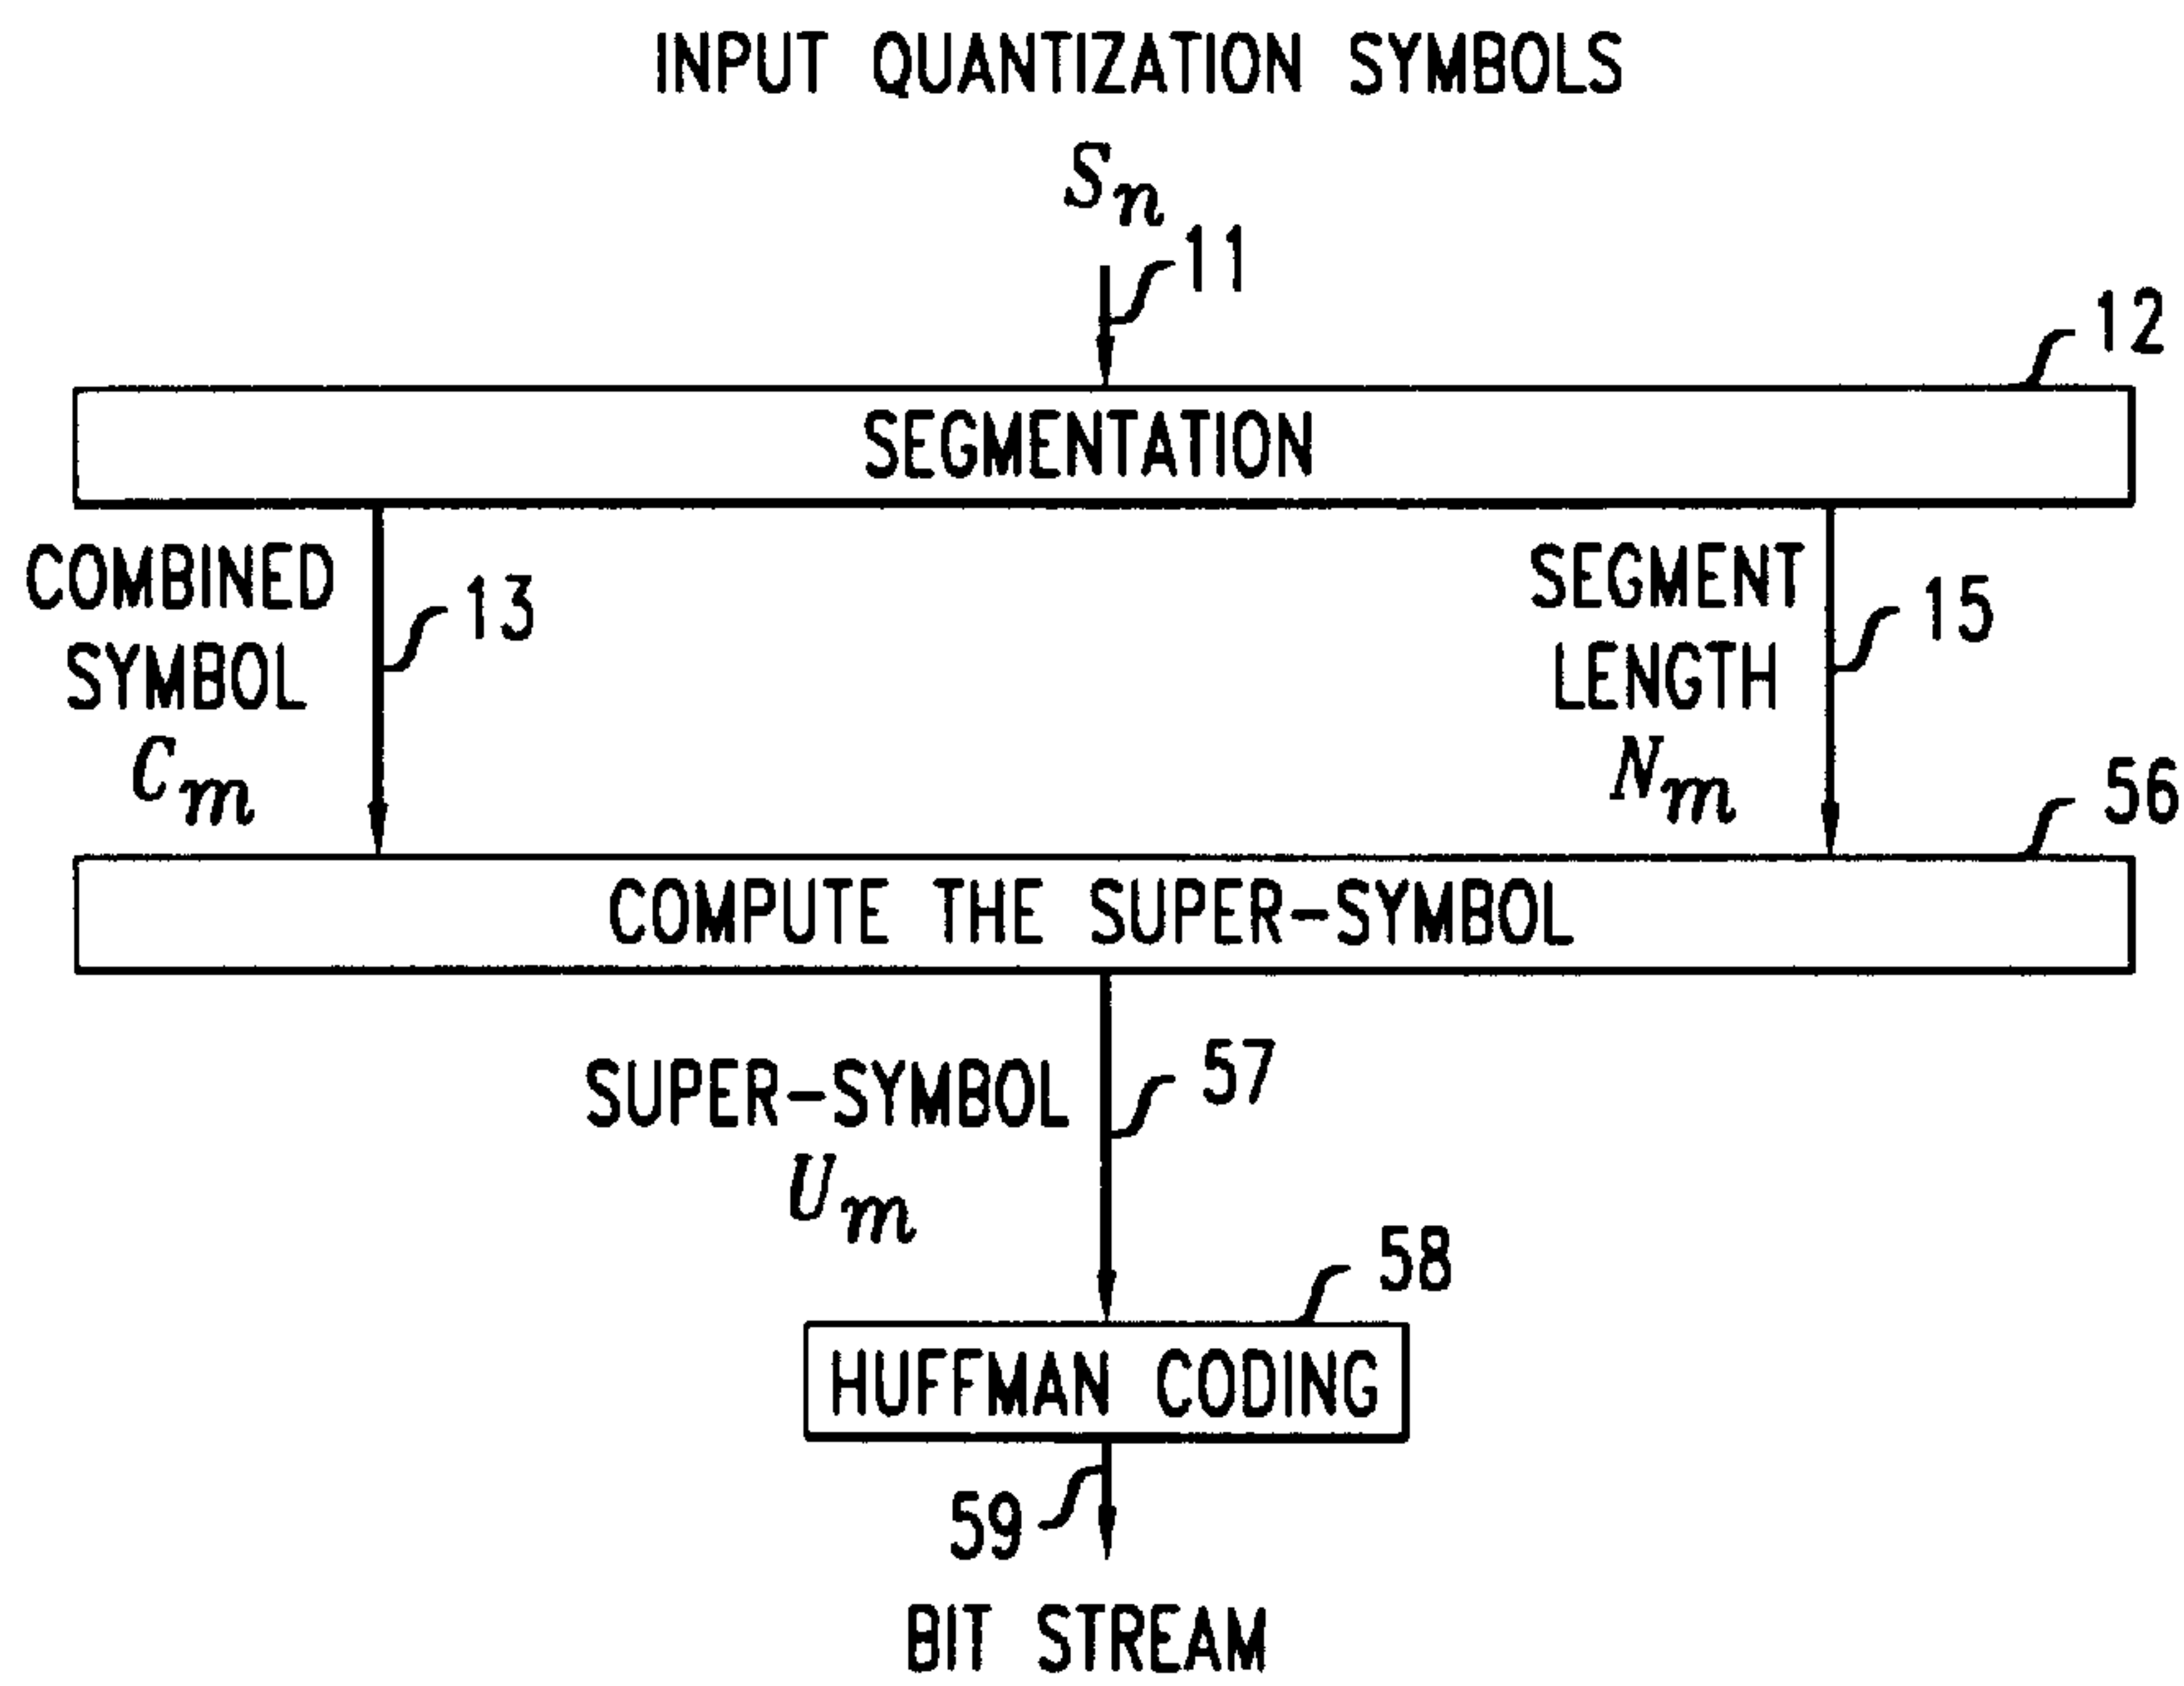 INPUT QUANTIZATION SYMBOLS
Sn
11
12
SEGMENTATION
COMBINED
SYMBOL
Cm
13
SEGMENT
LENGTH
Nm
15
56
COMPUTE THE SUPER-SYMBOL
SUPER-SYMBOL
Um
57
58
HUFFMAN CODING
59
BIT STREAM